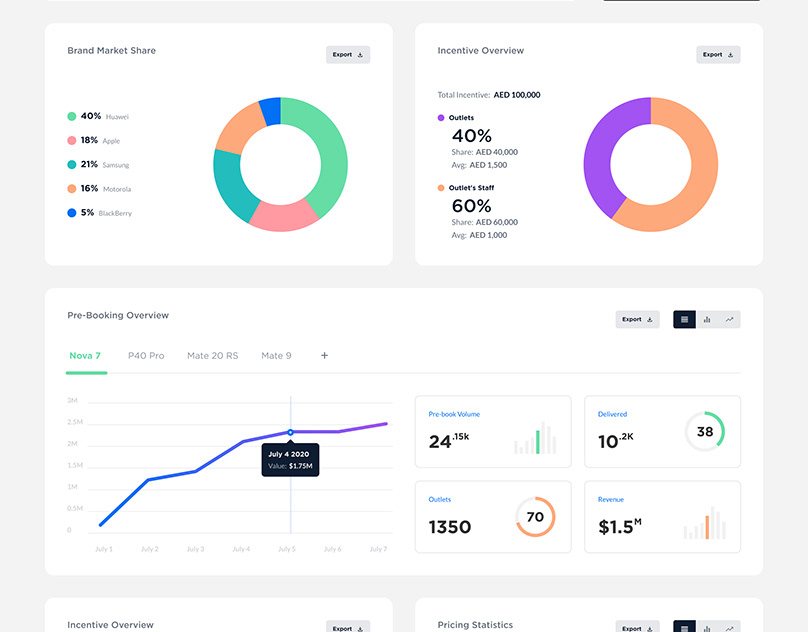 Brand Market Share
Export
40% Huawei
18% Apple
21% Samsung
16% Motorola
5% BlackBerry
Incentive Overview
Export
Total Incentive: AED 100,000
Outlets
40%
Share: AED 40,000
Avg: AED 1,500
Outlet's Staff
60%
Share: AED 60,000
Avg: AED 1,000
Pre-Booking Overview
Export
Nova 7 P40 Pro Mate 20 RS Mate 9 +
3M
2,5M
2M
1,5M
1M
0,5M
0
July 4 2020
Value: $1.75M
July 1 July 2 July 3 July 4 July 5 July 6 July 7
Pre-book Volume
24.15k
Delivered
10.2K
38
Outlets
1350
70
Revenue
$1.5M
Incentive Overview
Export
Pricing Statistics
Export